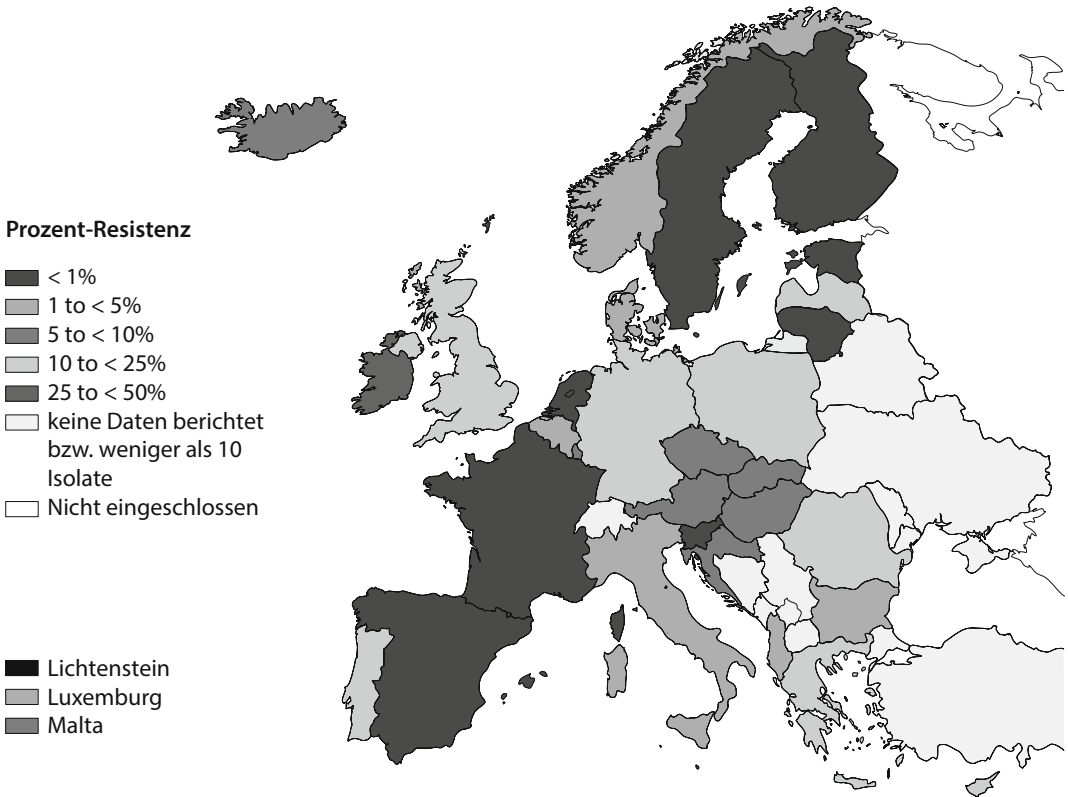 Prozent-Resistenz
< 1%
1 to < 5%
5 to < 10%
10 to < 25%
25 to < 50%
keine Daten berichtet
bzw. weniger als 10
Isolate
Nicht eingeschlossen
Lichtenstein
Luxemburg
Malta